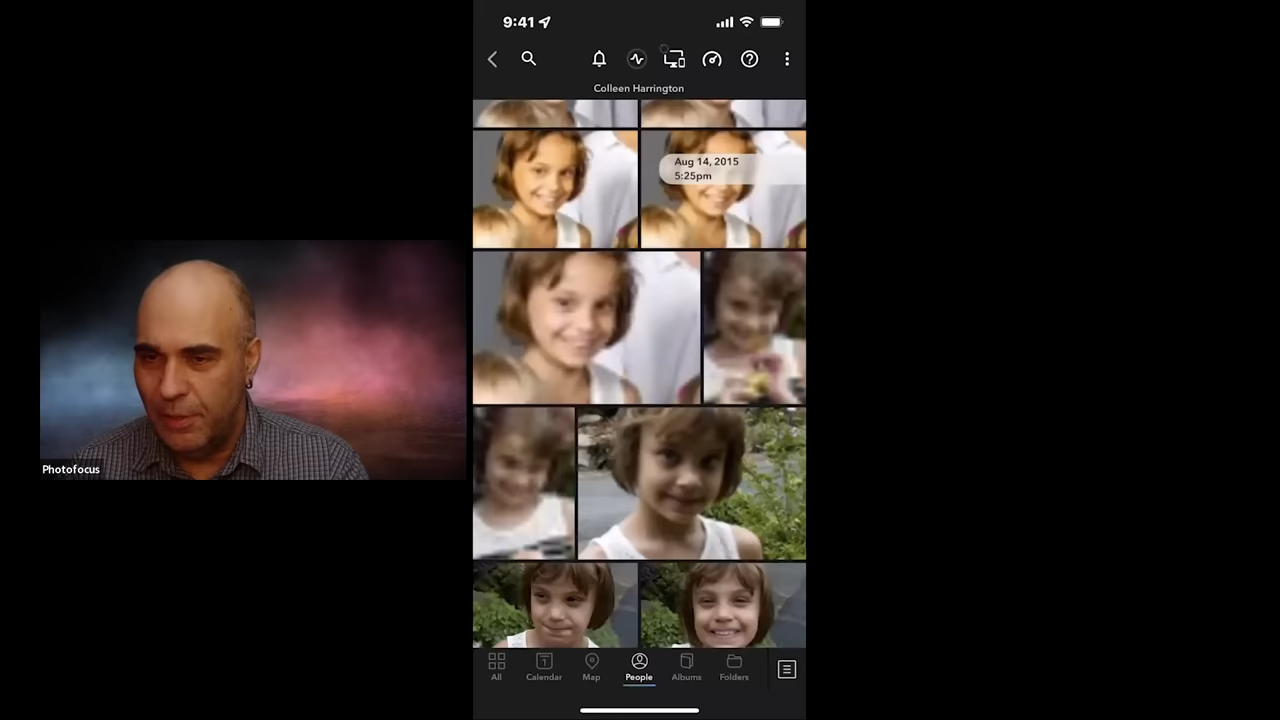 9:41
Colleen Harrington
Aug 14, 2015
5:25pm
Photofocus
All
Calendar
Map
People
Albums
Folders